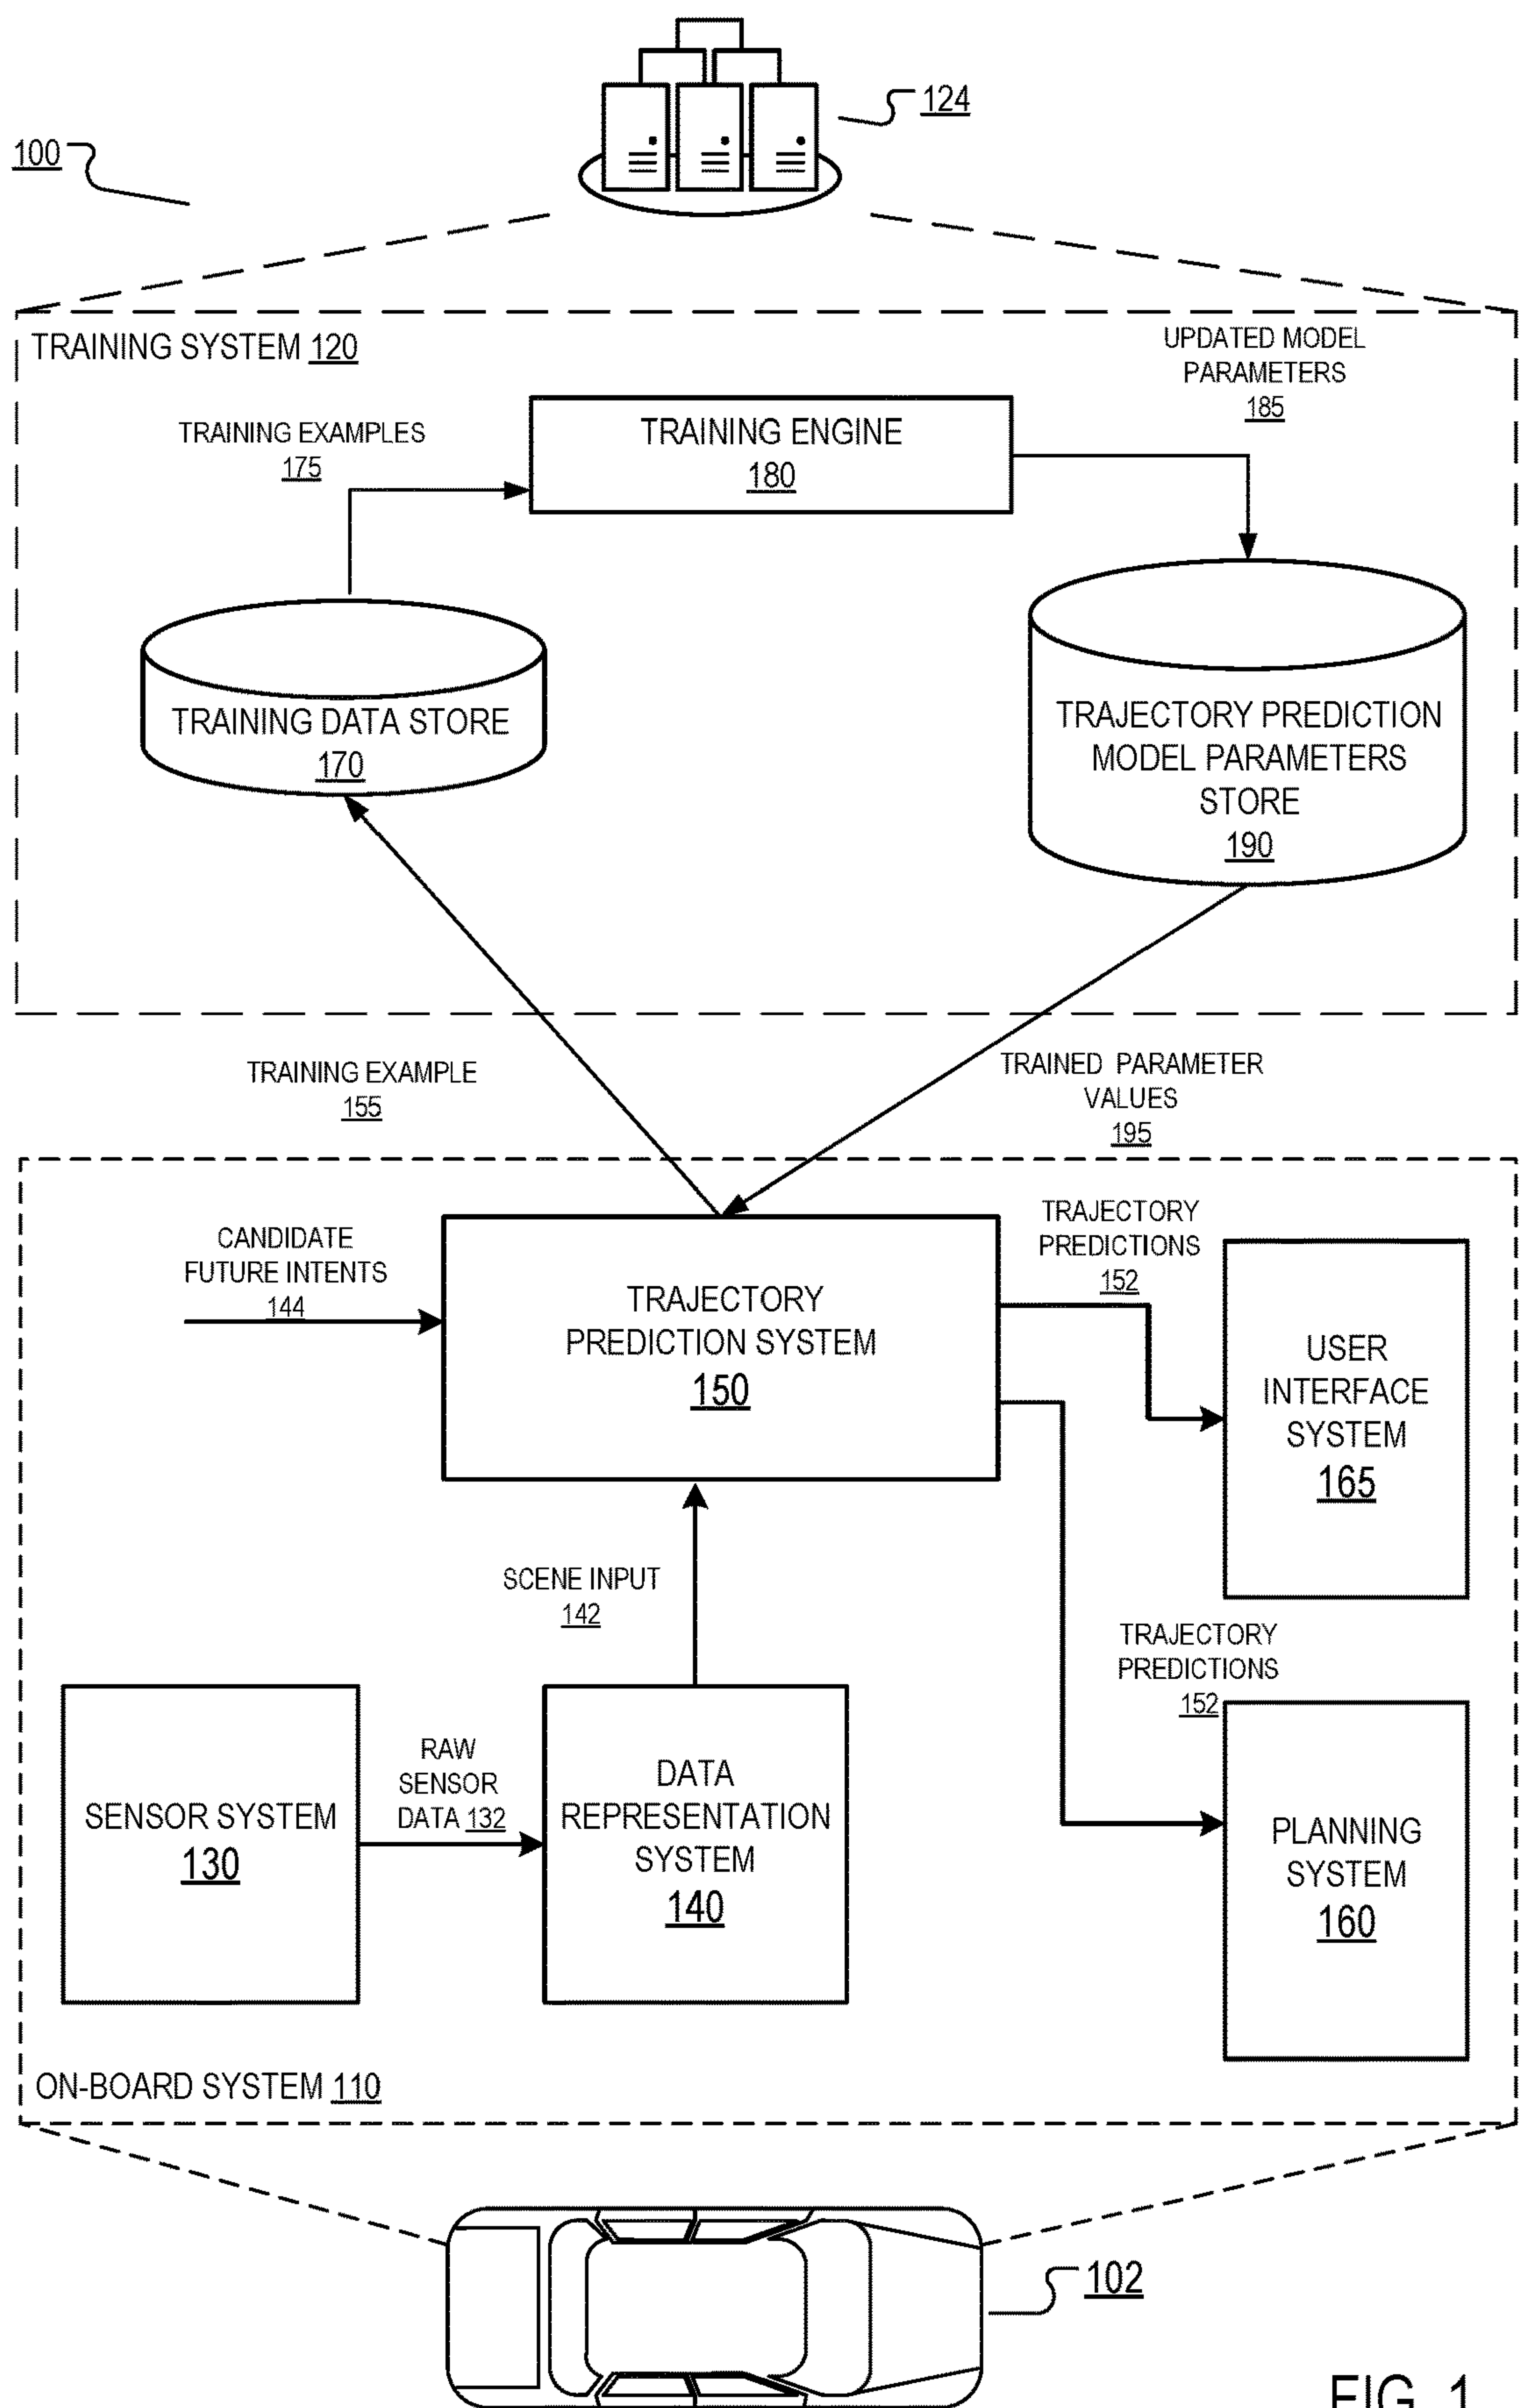 124
100
TRAINING SYSTEM 120
UPDATED MODEL
PARAMETERS
185
TRAINING EXAMPLES
175
TRAINING ENGINE
180
TRAINING DATA STORE
170
TRAJECTORY PREDICTION
MODEL PARAMETERS
STORE
190
TRAINING EXAMPLE
155
TRAINED PARAMETER
VALUES
195
CANDIDATE
FUTURE INTENTS
144
TRAJECTORY
PREDICTION SYSTEM
150
TRAJECTORY
PREDICTIONS
152
USER
INTERFACE
SYSTEM
165
SCENE INPUT
142
TRAJECTORY
PREDICTIONS
152
SENSOR SYSTEM
130
RAW
SENSOR
DATA 132
DATA
REPRESENTATION
SYSTEM
140
PLANNING
SYSTEM
160
ON-BOARD SYSTEM 110
102
FIG. 1